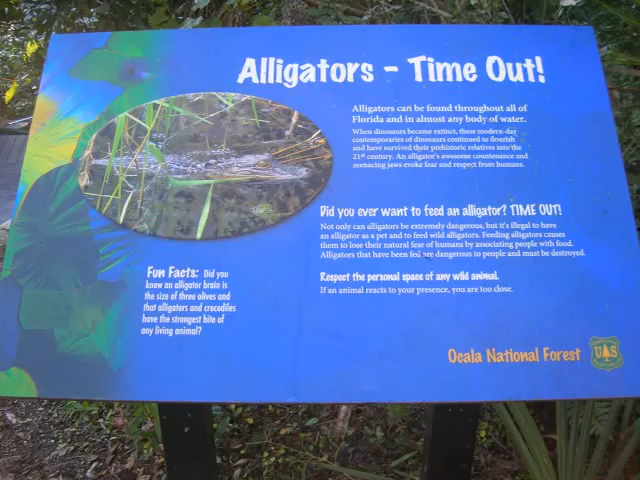 Alligators - Time Out!
Alligators can be found throughout all of
Florida and in almost any body of water.
When dinosaurs became extinct, these modern-day
contemporaries of dinosaurs continued to flourish
and have survived their prehistoric relatives into the
21st century. An alligator's awesome countenance and
menacing jaws evoke fear and respect from humans.
Did you ever want to feed an alligator? TIME OUT!
Not only can alligators be extremely dangerous, but it's illegal to have
an alligator as a pet and to feed wild alligators. Feeding alligators causes
them to lose their natural fear of humans by associating people with food.
Alligators that have been fed are dangerous to people and must be destroyed.
Respect the personal space of any wild animal.
If an animal reacts to your presence, you are too close.
Fun Facts: Did you
know an alligator brain is
the size of three olives and
that alligators and crocodiles
have the strongest bite of
any living animal?
Ocala National Forest
U S